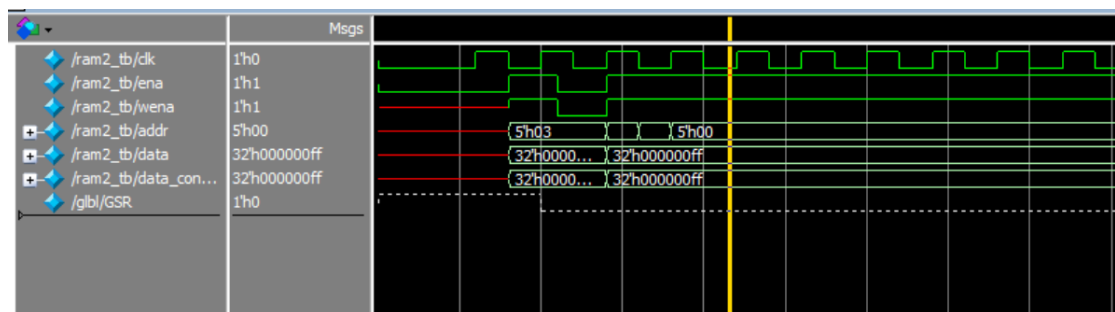 Msgs
/ram2_tb/clk 1'h0
/ram2_tb/ena 1'h1
/ram2_tb/wena 1'h1
/ram2_tb/addr 5'h00 5'h03 5'h00
/ram2_tb/data 32'h000000ff 32'h0000... 32'h000000ff
/ram2_tb/data_con... 32'h000000ff 32'h0000... 32'h000000ff
/glbl/GSR 1'h0